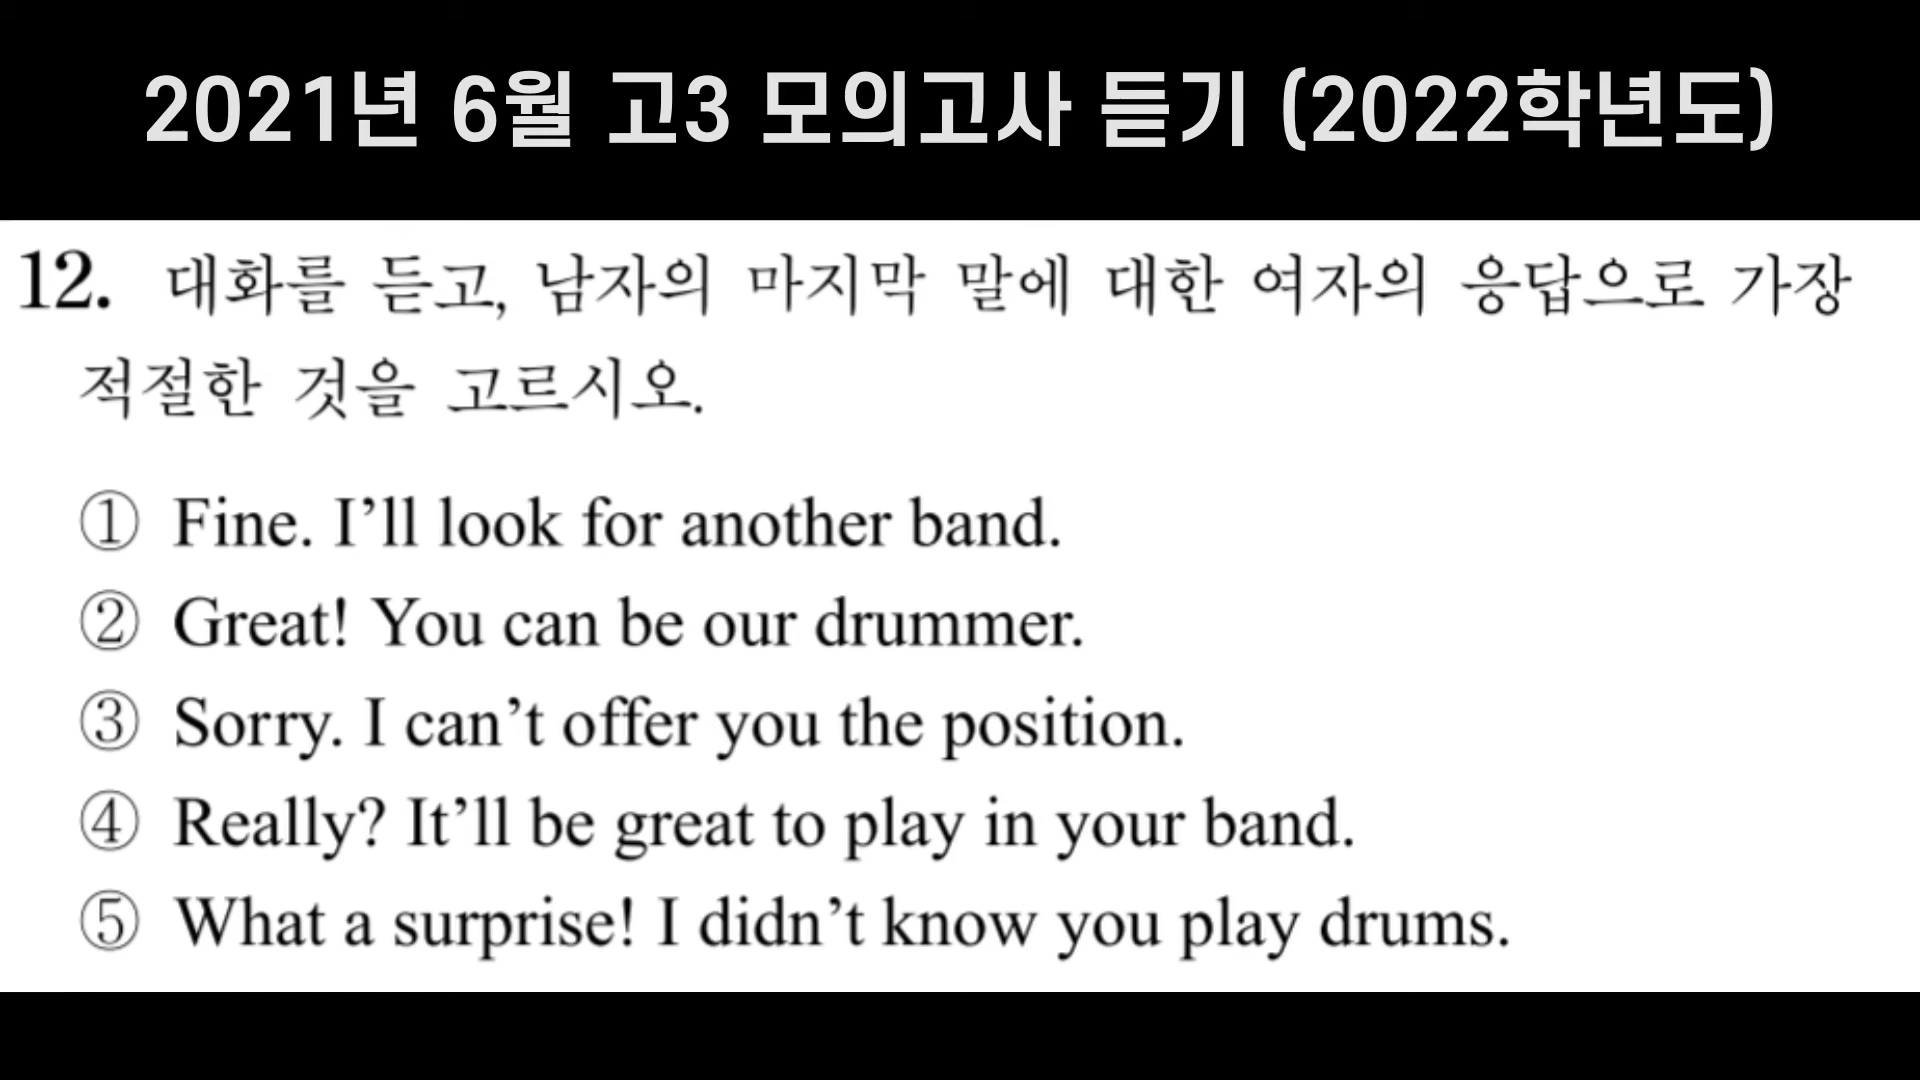 2021년 6월 고3 모의고사 듣기 (2022학년도)
12. 대화를 듣고, 남자의 마지막 말에 대한 여자의 응답으로 가장
적절한 것을 고르시오.
① Fine. I’ll look for another band.
② Great! You can be our drummer.
③ Sorry. I can’t offer you the position.
④ Really? It’ll be great to play in your band.
⑤ What a surprise! I didn’t know you play drums.